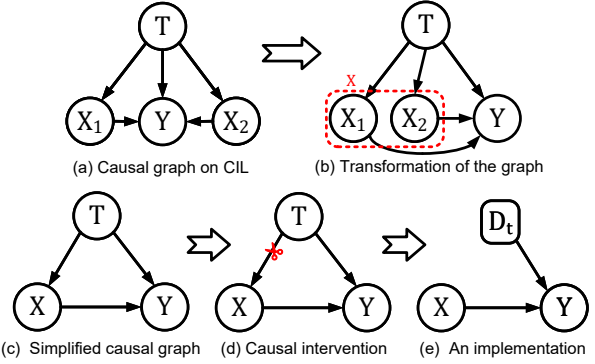 T
T
X
X₁
Y
X₂
X₁
X₂
Y
(a) Causal graph on CIL
(b) Transformation of the graph
T
T
Dₜ
X
Y
X
Y
X
Y
(c) Simplified causal graph
(d) Causal intervention
(e) An implementation